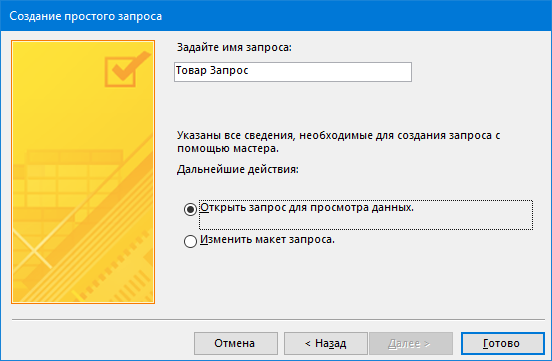 Создание простого запроса
Задайте имя запроса:
Товар Запрос
Указаны все сведения, необходимые для создания запроса с
помощью мастера.
Дальнейшие действия:
Открыть запрос для просмотра данных.
Изменить макет запроса.
Отмена
< Назад
Далее >
Готово